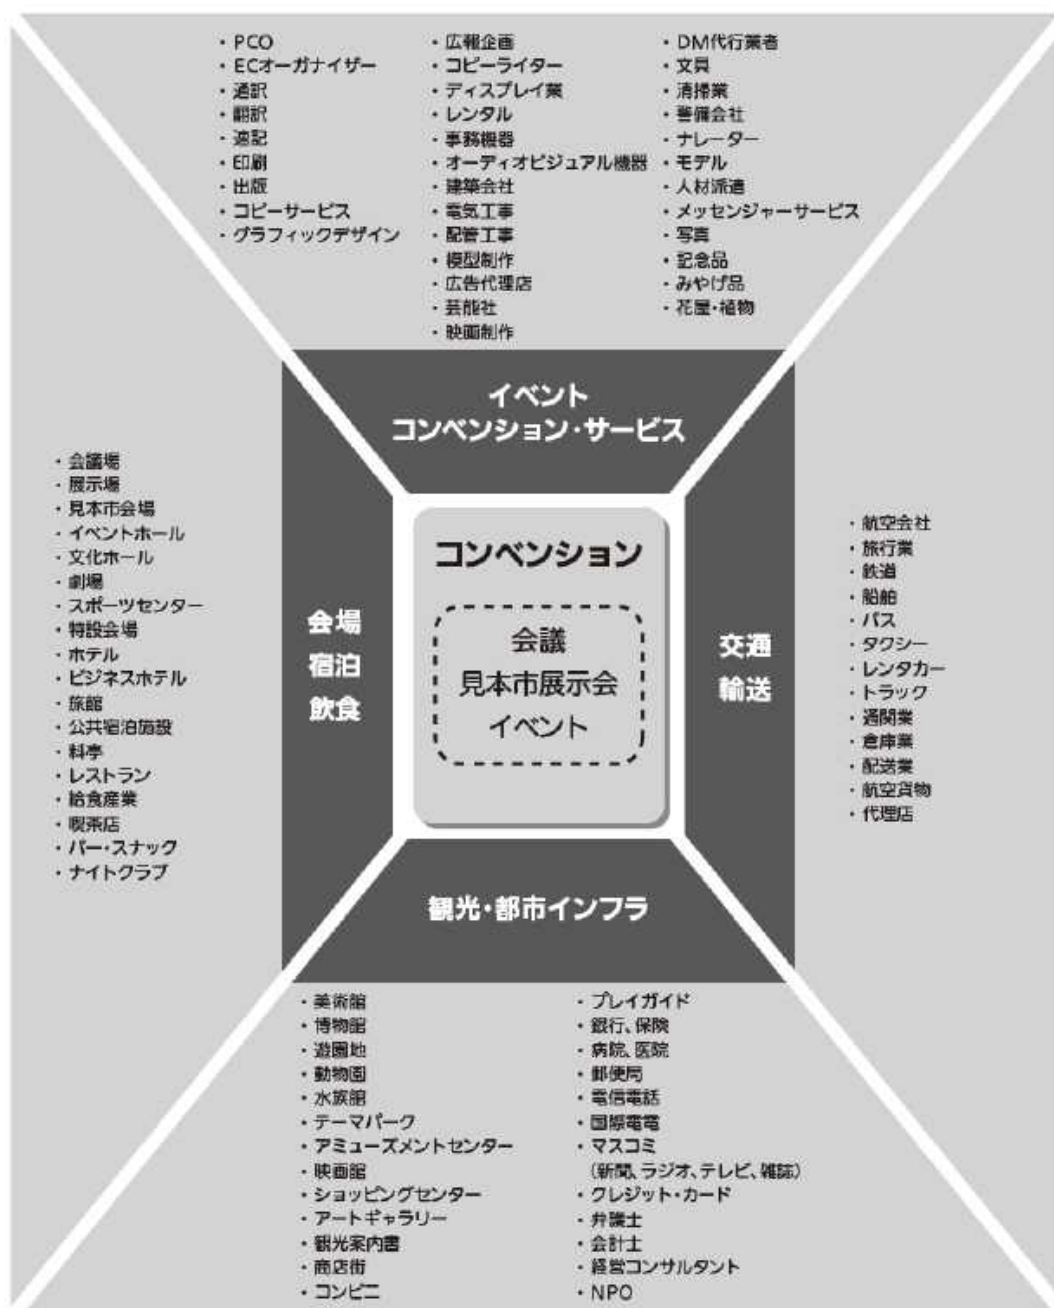 ・PCO
・ECオーガナイザー
・通訳
・翻訳
・速記
・印刷
・出版
・コピーサービス
・グラフィックデザイン
・広報企画
・コピーライター
・ディスプレイ業
・レンタル
・事務機器
・オーディオビジュアル機器
・建築会社
・電気工事
・配管工事
・模型制作
・広告代理店
・芸能社
・映画制作
・DM代行業者
・文具
・清掃業
・警備会社
・ナレーター
・モデル
・人材派遣
・メッセンジャーサービス
・写真
・記念品
・みやげ品
・花屋・植物
イベント
コンベンション・サービス
・会議場
・展示場
・見本市会場
・イベントホール
・文化ホール
・劇場
・スポーツセンター
・特設会場
・ホテル
・ビジネスホテル
・旅館
・公共宿泊施設
・料亭
・レストラン
・給食産業
・喫茶店
・バー・スナック
・ナイトクラブ
会場
宿泊
飲食
コンベンション
会議
見本市展示会
イベント
交通
輸送
・航空会社
・旅行業
・鉄道
・船舶
・バス
・タクシー
・レンタカー
・トラック
・通関業
・倉庫業
・配送業
・航空貨物
・代理店
観光・都市インフラ
・美術館
・博物館
・遊園地
・動物園
・水族館
・テーマパーク
・アミューズメントセンター
・映画館
・ショッピングセンター
・アートギャラリー
・観光案内書
・商店街
・コンビニ
・プレイガイド
・銀行、保険
・病院、医院
・郵便局
・電信電話
・国際電電
・マスコミ
（新聞、ラジオ、テレビ、雑誌）
・クレジット・カード
・弁護士
・会計士
・経営コンサルタント
・NPO